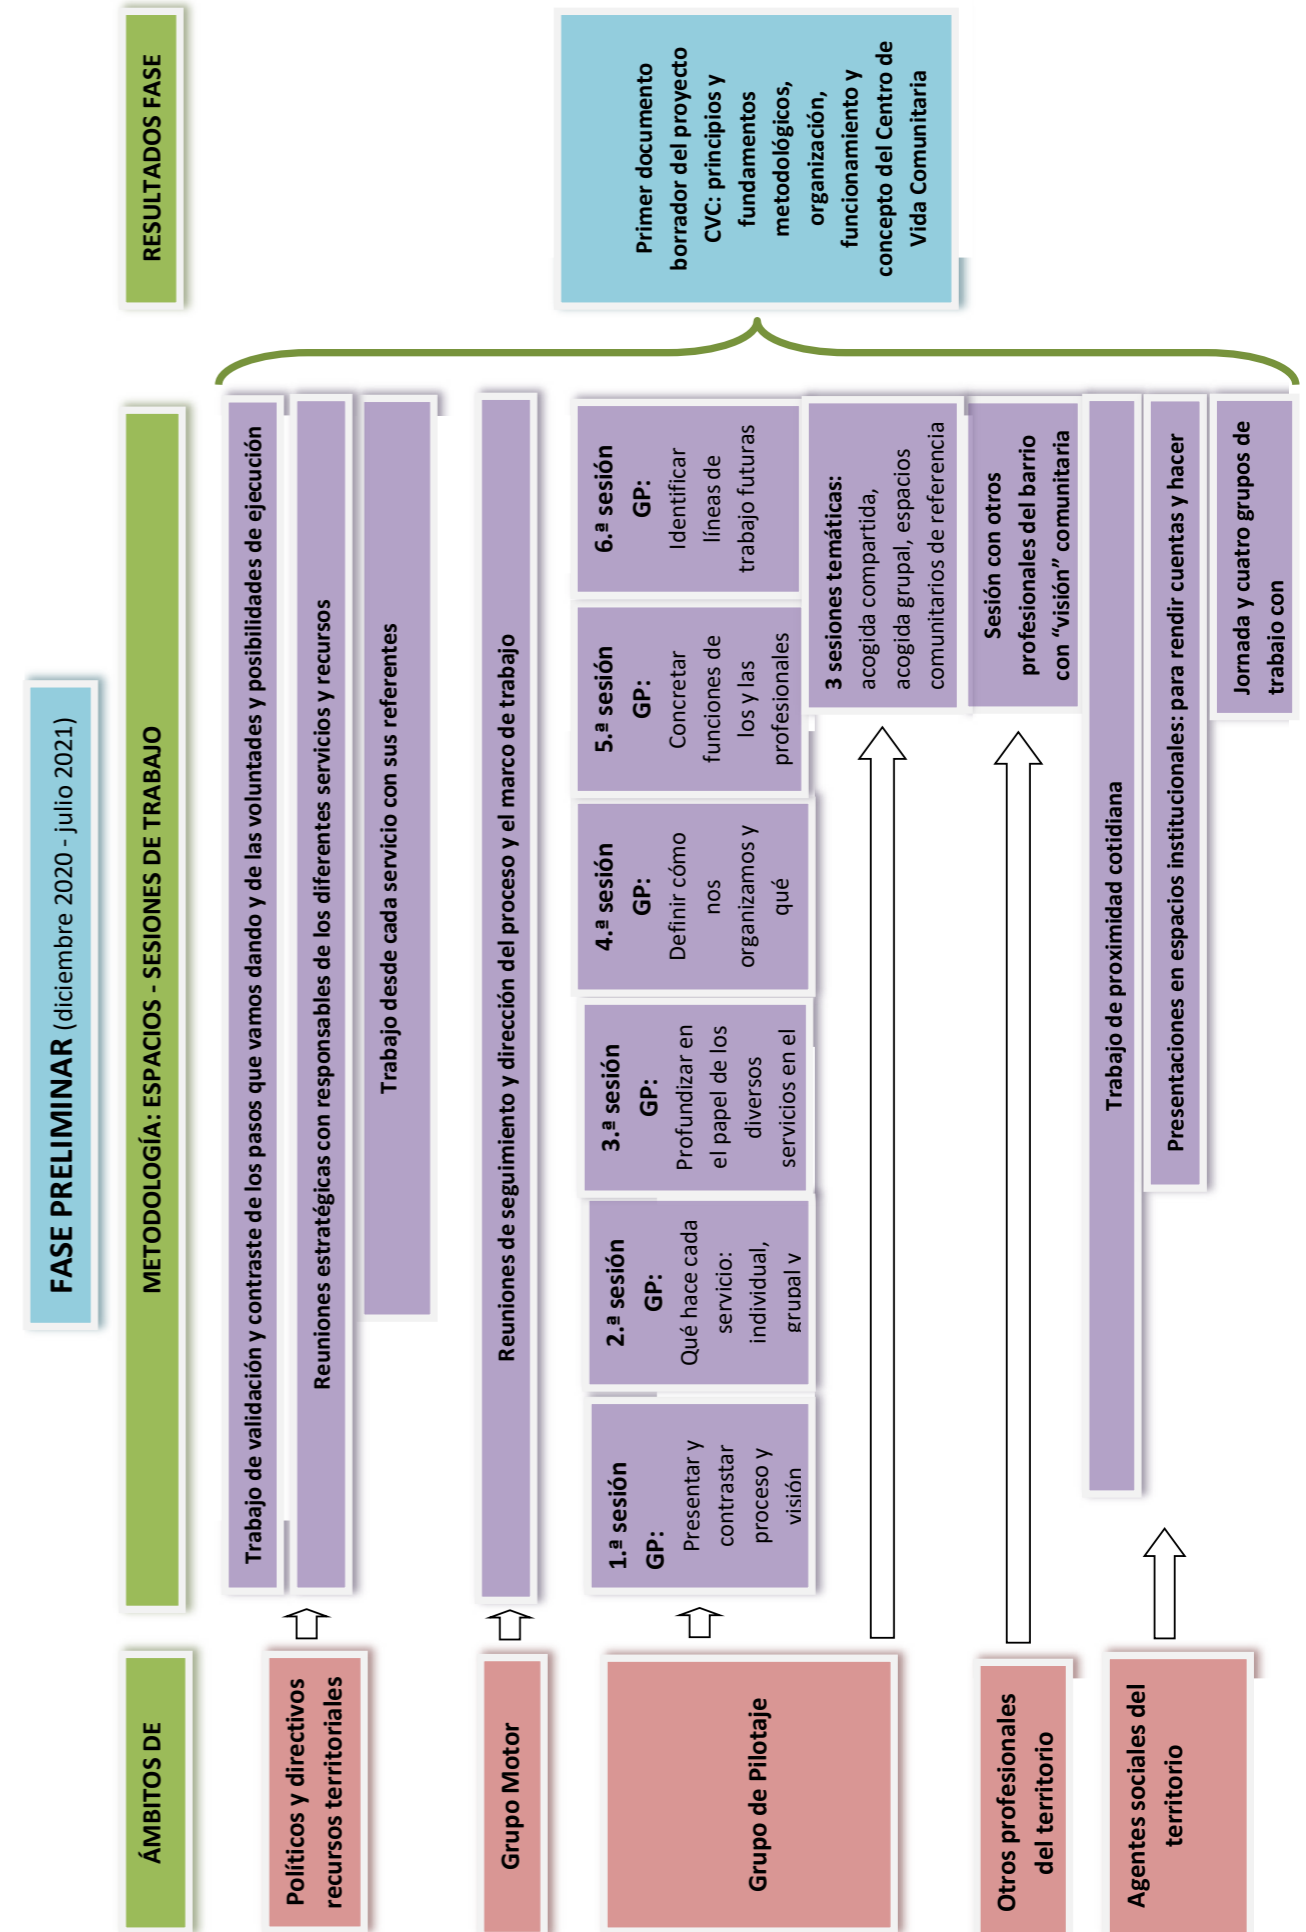 FASE PRELIMINAR (diciembre 2020 - julio 2021)
ÁMBITOS DE
METODOLOGÍA: ESPACIOS - SESIONES DE TRABAJO
RESULTADOS FASE
Políticos y directivos
recursos territoriales
Trabajo de validación y contraste de los pasos que vamos dando y de las voluntades y posibilidades de ejecución
Reuniones estratégicas con responsables de los diferentes servicios y recursos
Trabajo desde cada servicio con sus referentes
Grupo Motor
Reuniones de seguimiento y dirección del proceso y el marco de trabajo
Grupo de Pilotaje
1.ª sesión
GP:
Presentar y
contrastar
proceso y
visión
2.ª sesión
GP:
Qué hace cada
servicio:
individual,
grupal y
3.ª sesión
GP:
Profundizar en
el papel de los
diversos
servicios en el
4.ª sesión
GP:
Definir cómo
nos
organizamos y
qué
5.ª sesión
GP:
Concretar
funciones de
los y las
profesionales
6.ª sesión
GP:
Identificar
líneas de
trabajo futuras
3 sesiones temáticas:
acogida compartida,
acogida grupal, espacios
comunitarios de referencia
Otros profesionales
del territorio
Sesión con otros
profesionales del barrio
con “visión” comunitaria
Agentes sociales del
territorio
Trabajo de proximidad cotidiana
Presentaciones en espacios institucionales: para rendir cuentas y hacer
Jornada y cuatro grupos de
trabajo con
Primer documento
borrador del proyecto
CVC: principios y
fundamentos
metodológicos,
organización,
funcionamiento y
concepto del Centro de
Vida Comunitaria